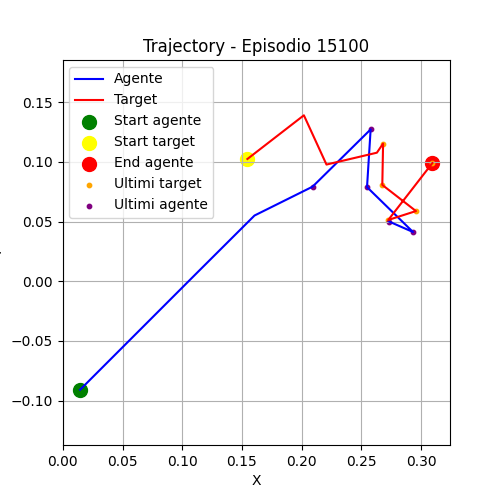 Trajectory - Episodio 15100
Agente
Target
Start agente
Start target
End agente
Ultimi target
Ultimi agente
0.15
0.10
0.05
0.00
−0.05
−0.10
0.00 0.05 0.10 0.15 0.20 0.25 0.30
X